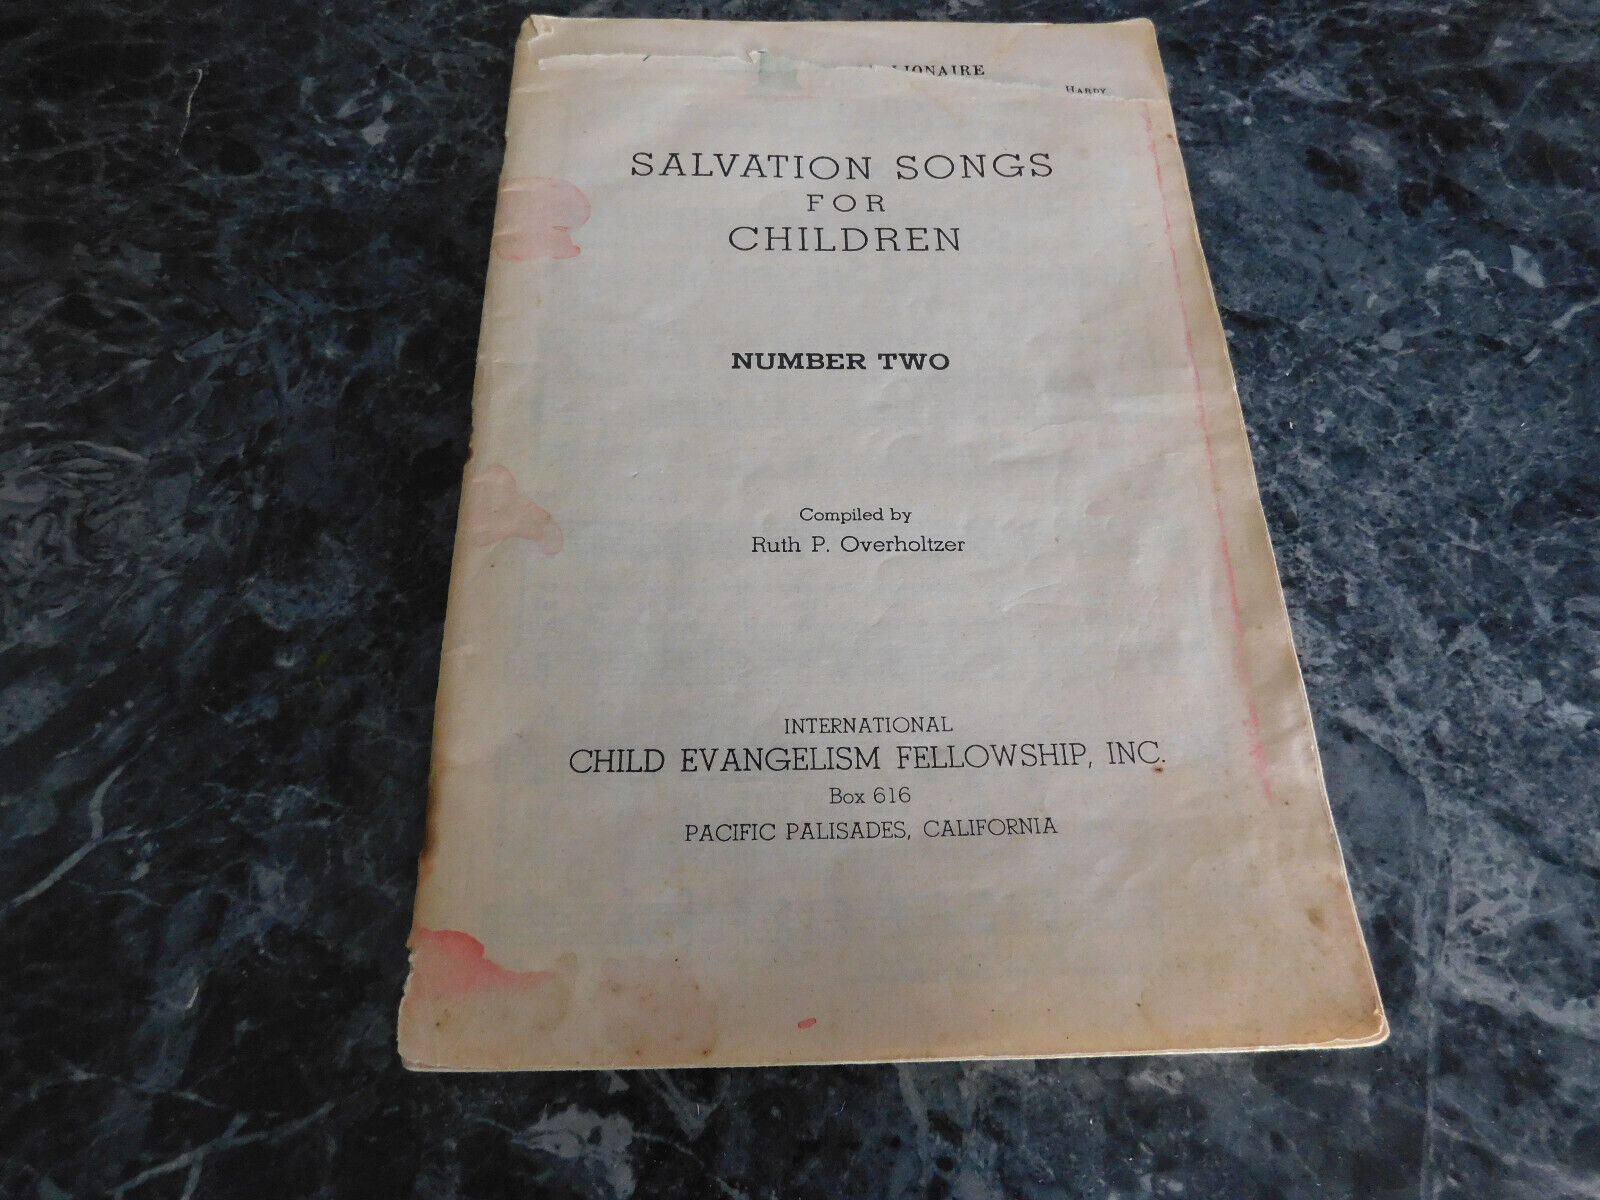 HARDY
SALVATION SONGS
FOR
CHILDREN
NUMBER TWO
Compiled by
Ruth P. Overholtzer
INTERNATIONAL
CHILD EVANGELISM FELLOWSHIP, INC.
Box 616
PACIFIC PALISADES, CALIFORNIA